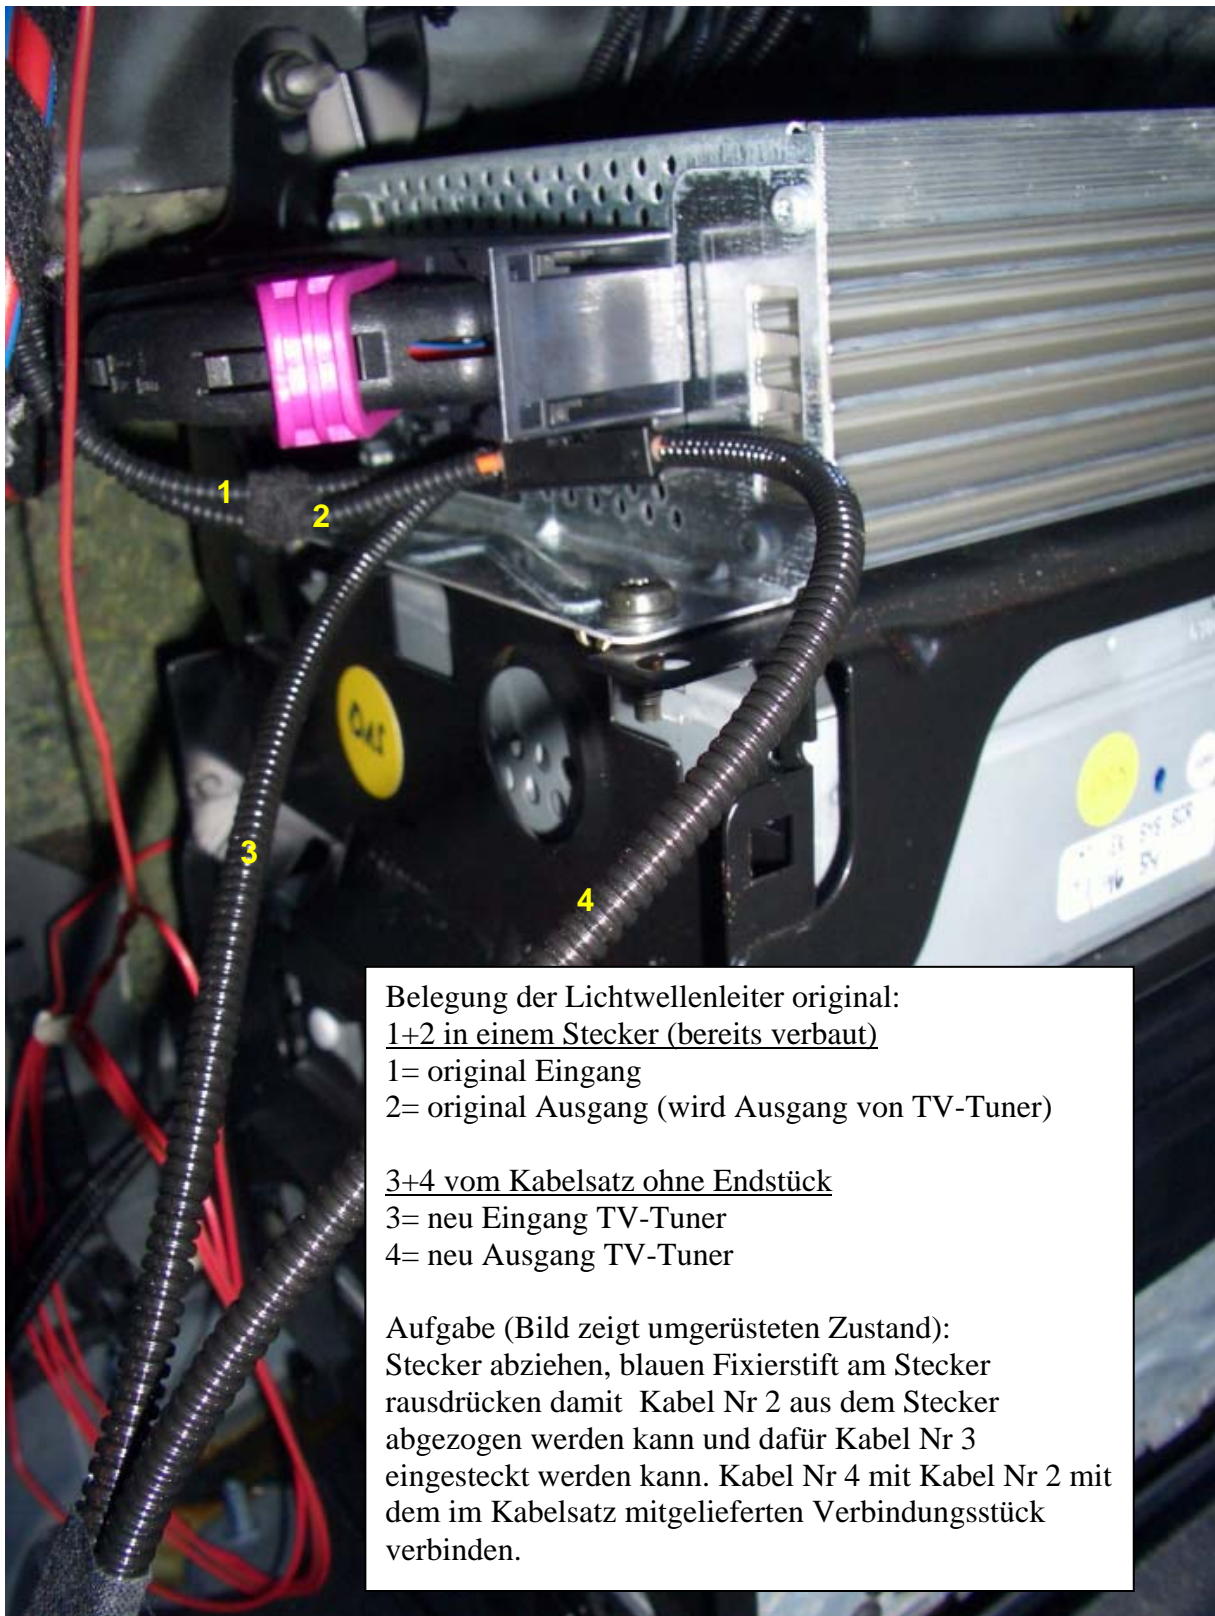 1
2
3
4
Belegung der Lichtwellenleiter original:
1+2 in einem Stecker (bereits verbaut)
1= original Eingang
2= original Ausgang (wird Ausgang von TV-Tuner)
3+4 vom Kabelsatz ohne Endstück
3= neu Eingang TV-Tuner
4= neu Ausgang TV-Tuner
Aufgabe (Bild zeigt umgerüsteten Zustand):
Stecker abziehen, blauen Fixierstift am Stecker
rausdrücken damit  Kabel Nr 2 aus dem Stecker
abgezogen werden kann und dafür Kabel Nr 3
eingesteckt werden kann. Kabel Nr 4 mit Kabel Nr 2 mit
dem im Kabelsatz mitgelieferten Verbindungsstück
verbinden.